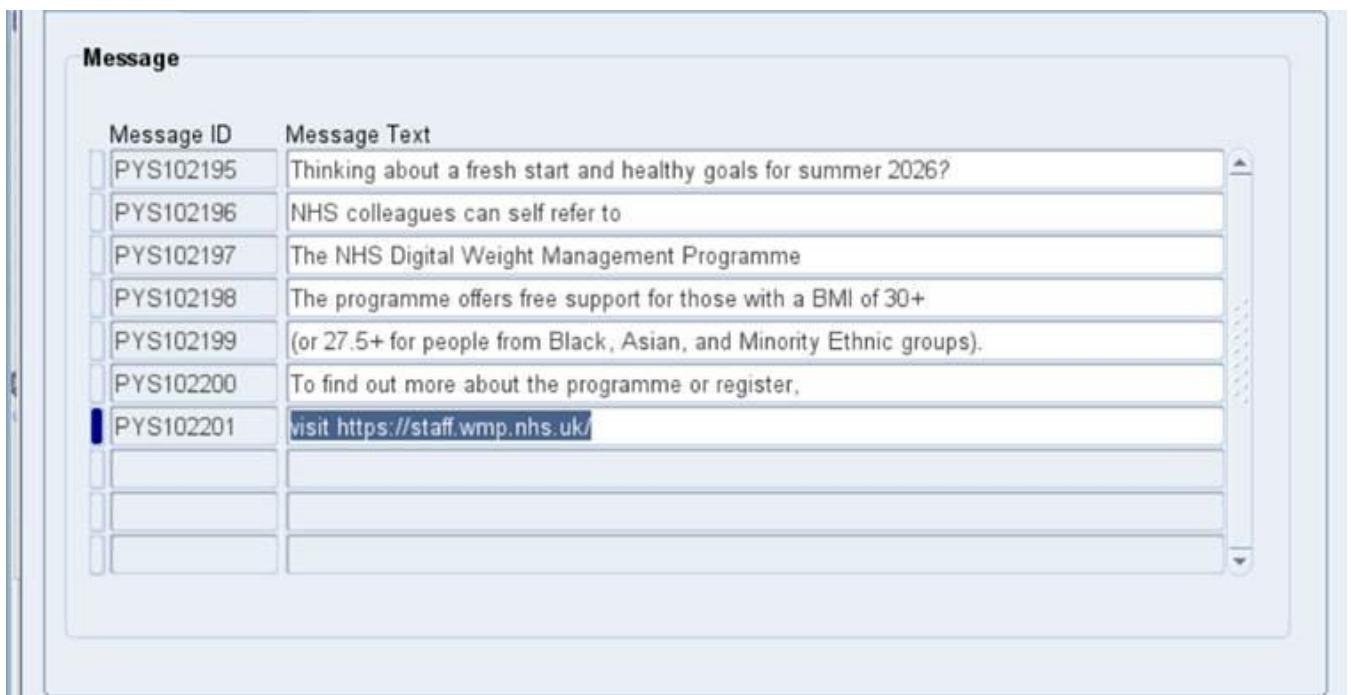 Message
Message ID Message Text
PYS102195 Thinking about a fresh start and healthy goals for summer 2026?
PYS102196 NHS colleagues can self refer to
PYS102197 The NHS Digital Weight Management Programme
PYS102198 The programme offers free support for those with a BMI of 30+
PYS102199 (or 27.5+ for people from Black, Asian, and Minority Ethnic groups).
PYS102200 To find out more about the programme or register,
PYS102201 visit https://staff.wmp.nhs.uk/